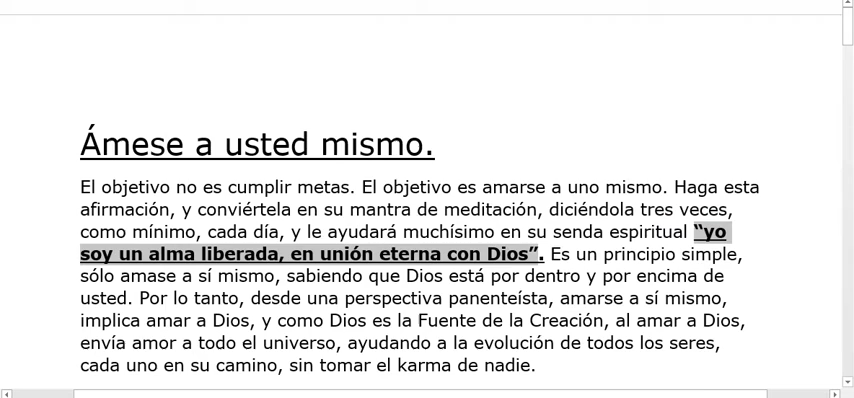 Ámese a usted mismo.
El objetivo no es cumplir metas. El objetivo es amarse a uno mismo. Haga esta
afirmación, y conviértela en su mantra de meditación, diciéndola tres veces,
como mínimo, cada día, y le ayudará muchísimo en su senda espiritual “yo
soy un alma liberada, en unión eterna con Dios”. Es un principio simple,
sólo amase a sí mismo, sabiendo que Dios está por dentro y por encima de
usted. Por lo tanto, desde una perspectiva panenteísta, amarse a sí mismo,
implica amar a Dios, y como Dios es la Fuente de la Creación, al amar a Dios,
envía amor a todo el universo, ayudando a la evolución de todos los seres,
cada uno en su camino, sin tomar el karma de nadie.